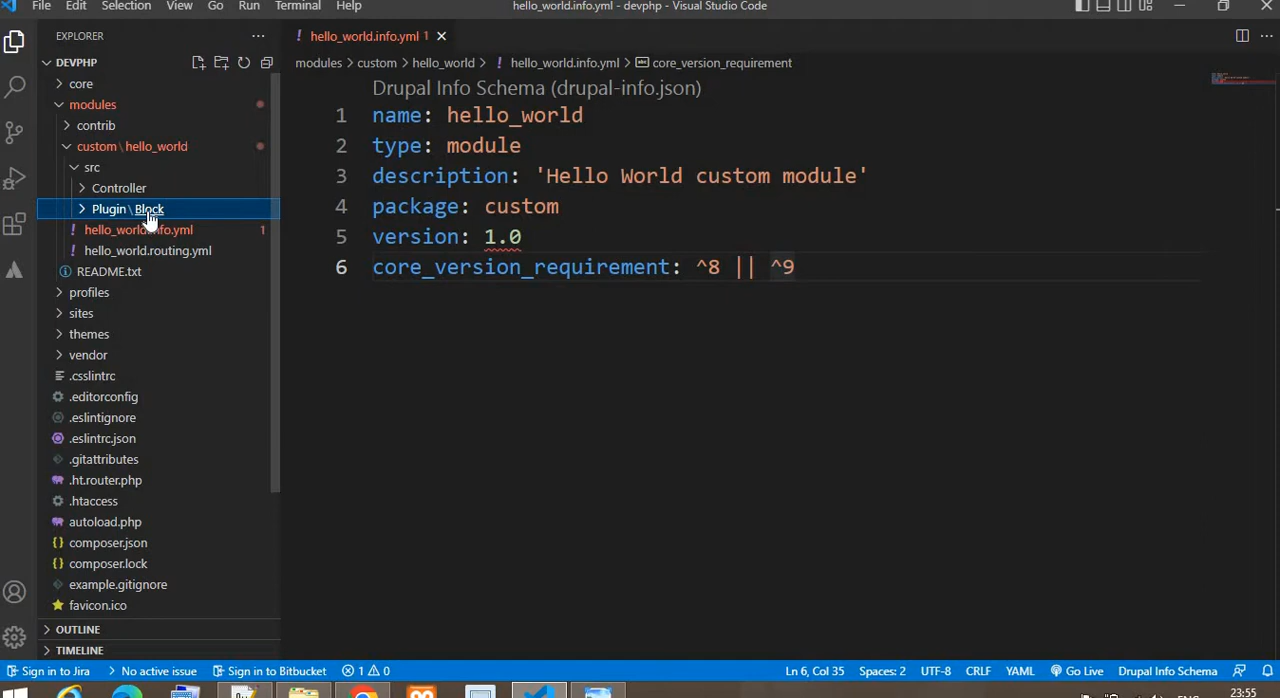 File Edit Selection View Go Run Terminal Help hello_world.info.yml - devphp - Visual Studio Code
EXPLORER ...
hello_world.info.yml 1
DEVPHP
modules > custom > hello_world > ! hello_world.info.yml > core_version_requirement
core
Drupal Info Schema (drupal-info.json)
modules
1 name: hello_world
contrib
2 type: module
custom \ hello_world
src
3 description: 'Hello World custom module'
Controller
4 package: custom
Plugin \ Block
5 version: 1.0
hello_world.info.yml 1
hello_world.routing.yml
6 core_version_requirement: ^8 || ^9
README.txt
profiles
sites
themes
vendor
.csslintrc
.editorconfig
.eslintignore
.eslintrc.json
.gitattributes
.ht.router.php
.htaccess
autoload.php
composer.json
composer.lock
example.gitignore
favicon.ico
OUTLINE
TIMELINE
Sign in to Jira No active issue Sign in to Bitbucket 1 0 Ln 6, Col 35 Spaces: 2 UTF-8 CRLF YAML Go Live Drupal Info Schema
23:55